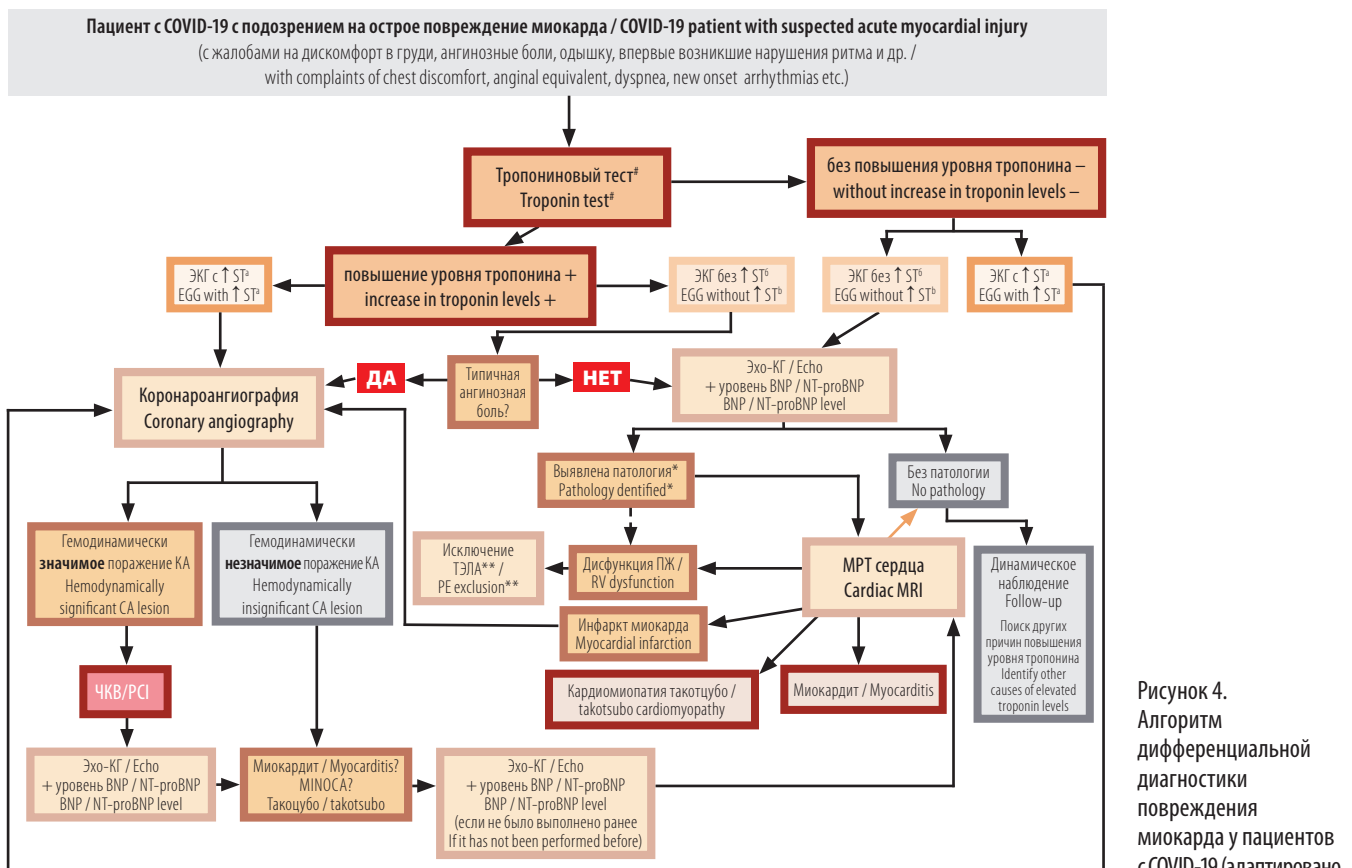 Пациент с COVID-19 с подозрением на острое повреждение миокарда / COVID-19 patient with suspected acute myocardial injury
(с жалобами на дискомфорт в груди, ангинозные боли, одышку, впервые возникшие нарушения ритма и др. /
with complaints of chest discomfort, anginal equivalent, dyspnea, new onset arrhythmias etc.)
Тропониновый тест#
Troponin test#
без повышения уровня тропонина –
without increase in troponin levels –
ЭКГ с ↑ STª
EGG with ↑ STª
повышение уровня тропонина +
increase in troponin levels +
ЭКГ без ↑ STб
EGG without ↑ STb
ЭКГ без ↑ STб
EGG without ↑ STb
ЭКГ с ↑ STª
EGG with ↑ STª
Коронароангиография
Coronary angiography
ДА
Типичная
ангинозная
боль?
НЕТ
Эхо-КГ / Echo
+ уровень BNP / NT-proBNP
BNP / NT-proBNP level
Выявлена патология*
Pathology dentified*
Без патологии
No pathology
Гемодинамически
значимое поражение КА
Hemodynamically
significant CA lesion
Гемодинамически
незначимое поражение КА
Hemodynamically
insignificant CA lesion
Исключение
ТЭЛА** /
PE exclusion**
Дисфункция ПЖ /
RV dysfunction
МРТ сердца
Cardiac MRI
Динамическое
наблюдение
Follow-up
Поиск других
причин повышения
уровня тропонина
Identify other
causes of elevated
troponin levels
Инфаркт миокарда
Myocardial infarction
ЧКВ/PCI
Кардиомиопатия такотцубо /
takotsubo cardiomyopathy
Миокардит / Myocarditis
Эхо-КГ / Echo
+ уровень BNP / NT-proBNP
BNP / NT-proBNP level
Миокардит / Myocarditis?
MINOCA?
Такоцубо / takotsubo
Эхо-КГ / Echo
+ уровень BNP / NT-proBNP
BNP / NT-proBNP level
(если не было выполнено ранее
If it has not been performed before)
Рисунок 4.
Алгоритм
дифференциальной
диагностики
повреждения
миокарда у пациентов
с COVID-19 (адаптировано